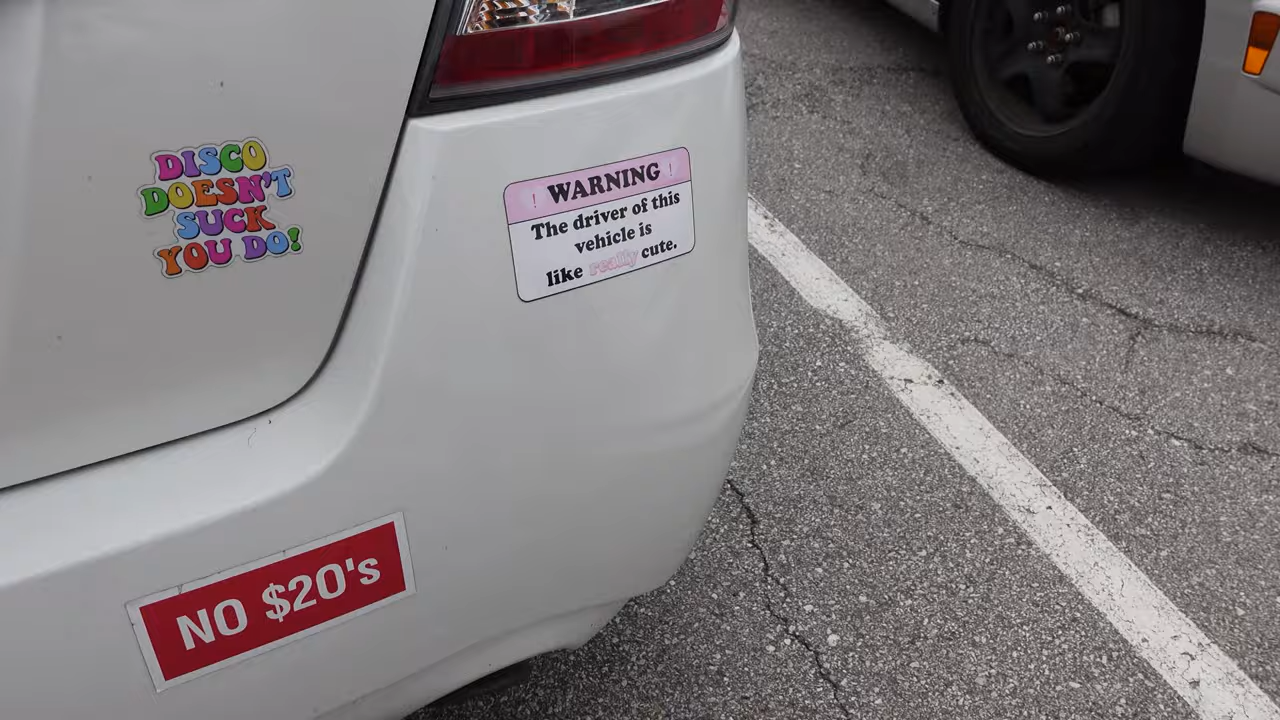 DISCO
DOESN'T
SUCK
YOU DO!
! WARNING !
The driver of this
vehicle is
like really cute.
NO $20's